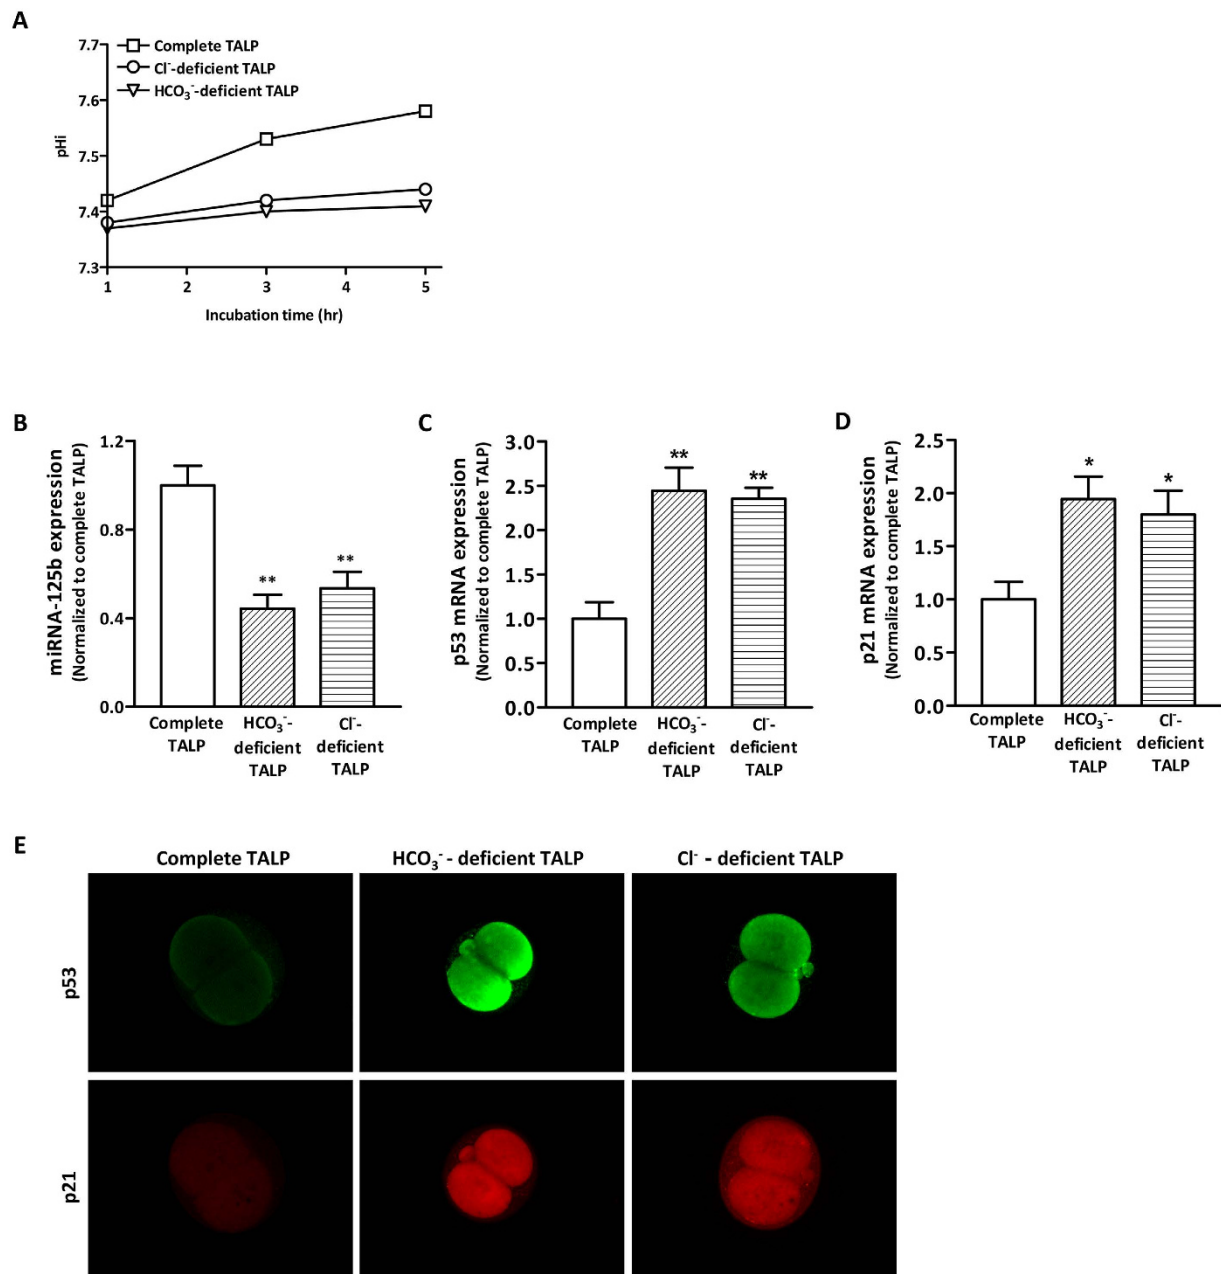 A
7.7
7.6
7.5
7.4
7.3
pHi
Complete TALP
Cl⁻-deficient TALP
HCO₃⁻-deficient TALP
1
2
3
4
5
Incubation time (hr)
B
miRNA-125b expression
(Normalized to complete TALP)
1.2
0.8
0.4
0.0
**
**
Complete
TALP
HCO₃⁻-
deficient
TALP
Cl⁻-
deficient
TALP
C
p53 mRNA expression
(Normalized to complete TALP)
3.0
2.5
2.0
1.5
1.0
0.5
0.0
**
**
Complete
TALP
HCO₃⁻-
deficient
TALP
Cl⁻-
deficient
TALP
D
p21 mRNA expression
(Normalized to complete TALP)
2.5
2.0
1.5
1.0
0.5
0.0
*
*
Complete
TALP
HCO₃⁻-
deficient
TALP
Cl⁻-
deficient
TALP
E
Complete TALP
HCO₃⁻ - deficient TALP
Cl⁻ - deficient TALP
p53
p21